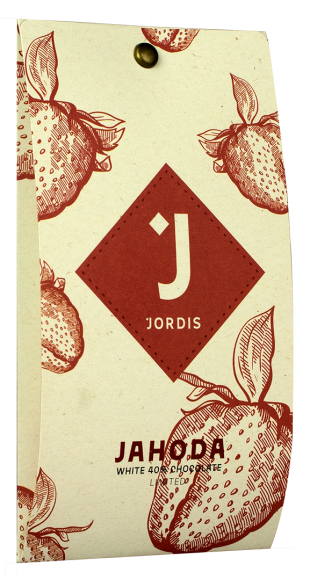 J
JORDIS
JAHODA
WHITE 40% CHOCOLATE
LIMITED